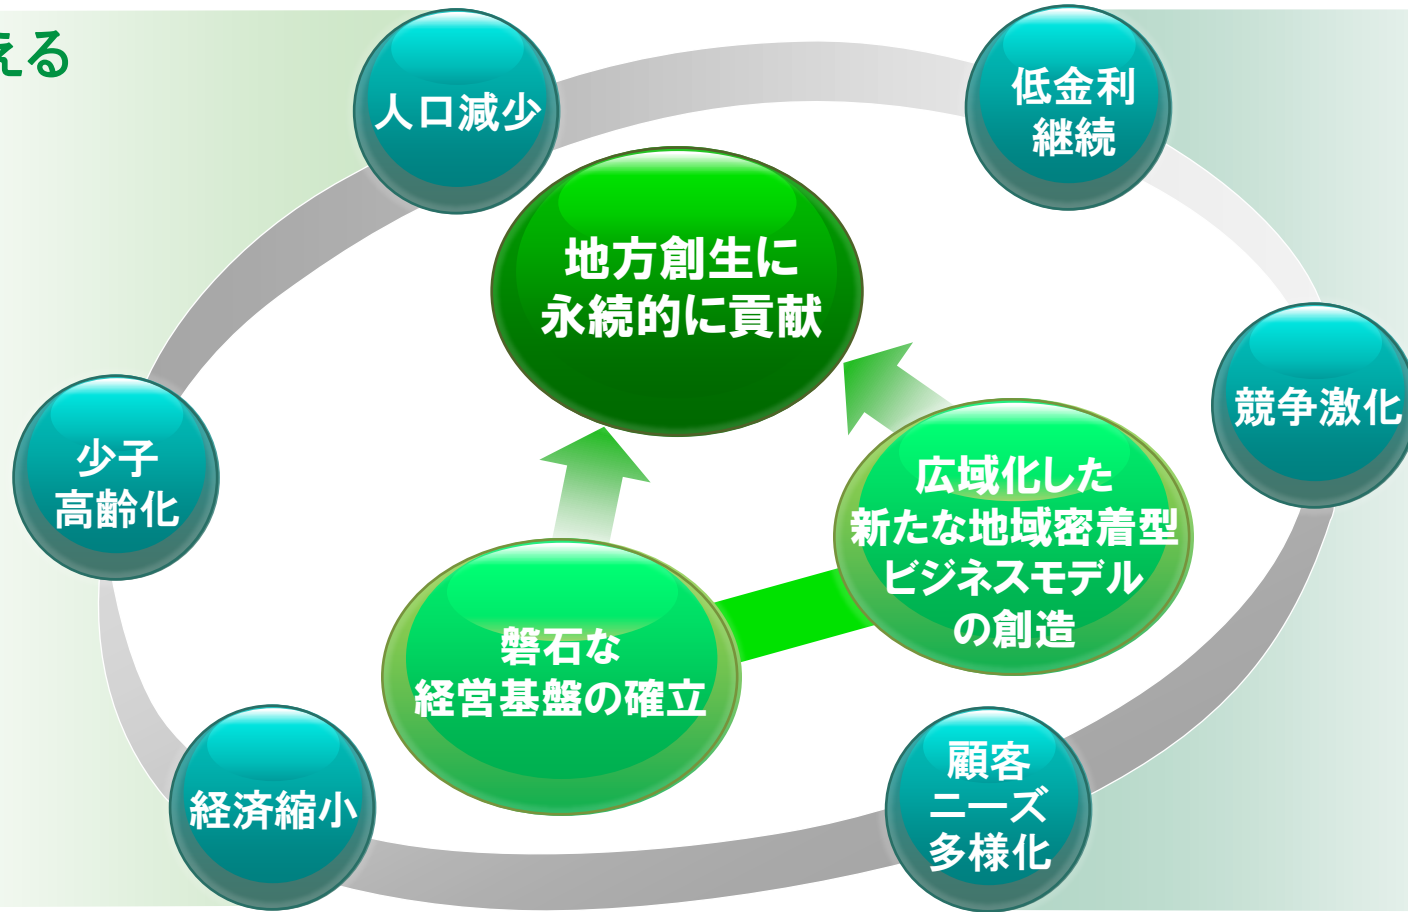 える
人口減少
低金利
継続
地方創生に
永続的に貢献
競争激化
少子
高齢化
広域化した
新たな地域密着型
ビジネスモデル
の創造
磐石な
経営基盤の確立
経済縮小
顧客
ニーズ
多様化